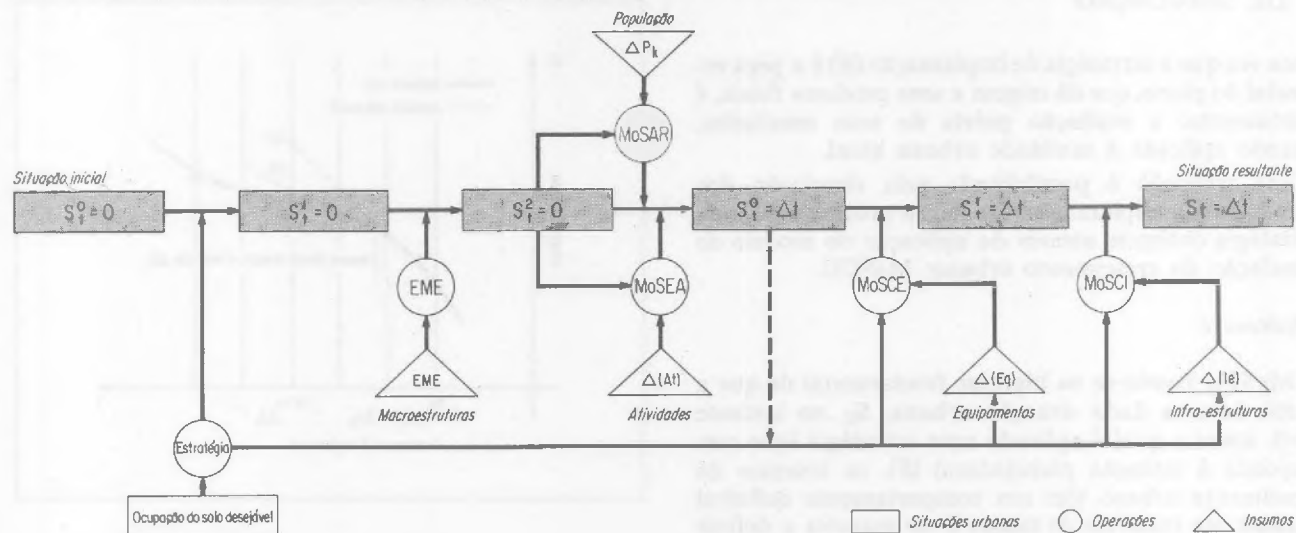 População
ΔPk
MoSAR
Situação inicial
Situação resultante
S⁰t = 0
S¹t = 0
S²t = 0
S⁰t = Δt
S¹t = Δt
St = Δt
EME
MoSEA
MoSCE
MoSCI
EME
Δ(At)
Δ(Eq)
Δ(Ie)
Macroestruturas
Atividades
Equipamentos
Infra-estruturas
Estratégia
Ocupação do solo desejável
Situações urbanas
Operações
Insumos